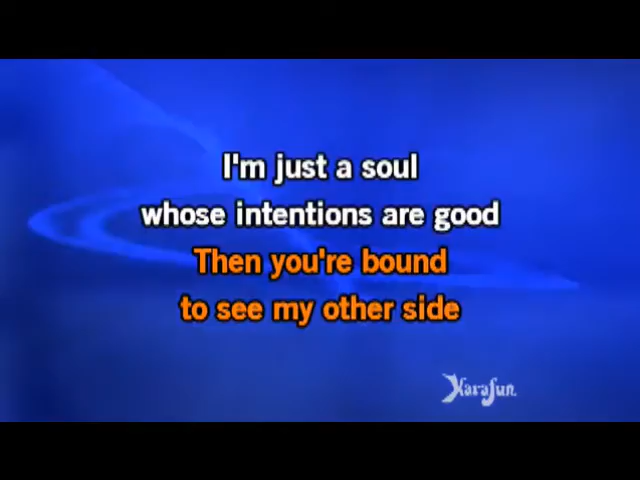 I'm just a soul
whose intentions are good
Then you're bound
to see my other side
KaraFun